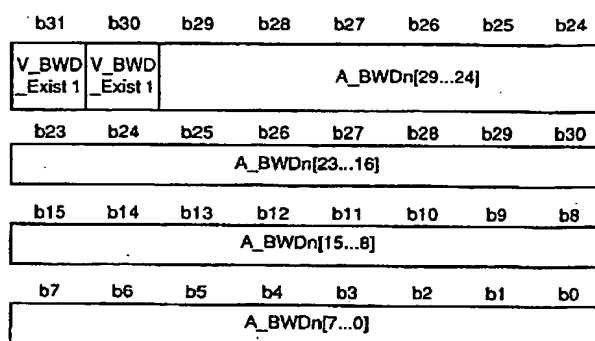 b31 b30 b29 b28 b27 b26 b25 b24
V_BWD V_BWD
_Exist 1 _Exist 1 A_BWDn[29...24]
b23 b24 b25 b26 b27 b28 b29 b30
A_BWDn[23...16]
b15 b14 b13 b12 b11 b10 b9 b8
A_BWDn[15...8]
b7 b6 b5 b4 b3 b2 b1 b0
A_BWDn[7...0]